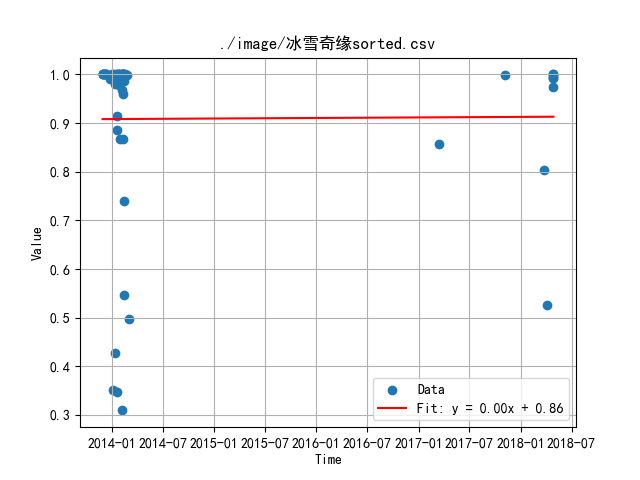 ./image/冰雪奇缘sorted.csv
1.0
0.9
0.8
0.7
0.6
0.5
0.4
0.3
Value
Data
Fit: y = 0.00x + 0.86
2014-01 2014-07 2015-01 2015-07 2016-01 2016-07 2017-01 2017-07 2018-01 2018-07
Time